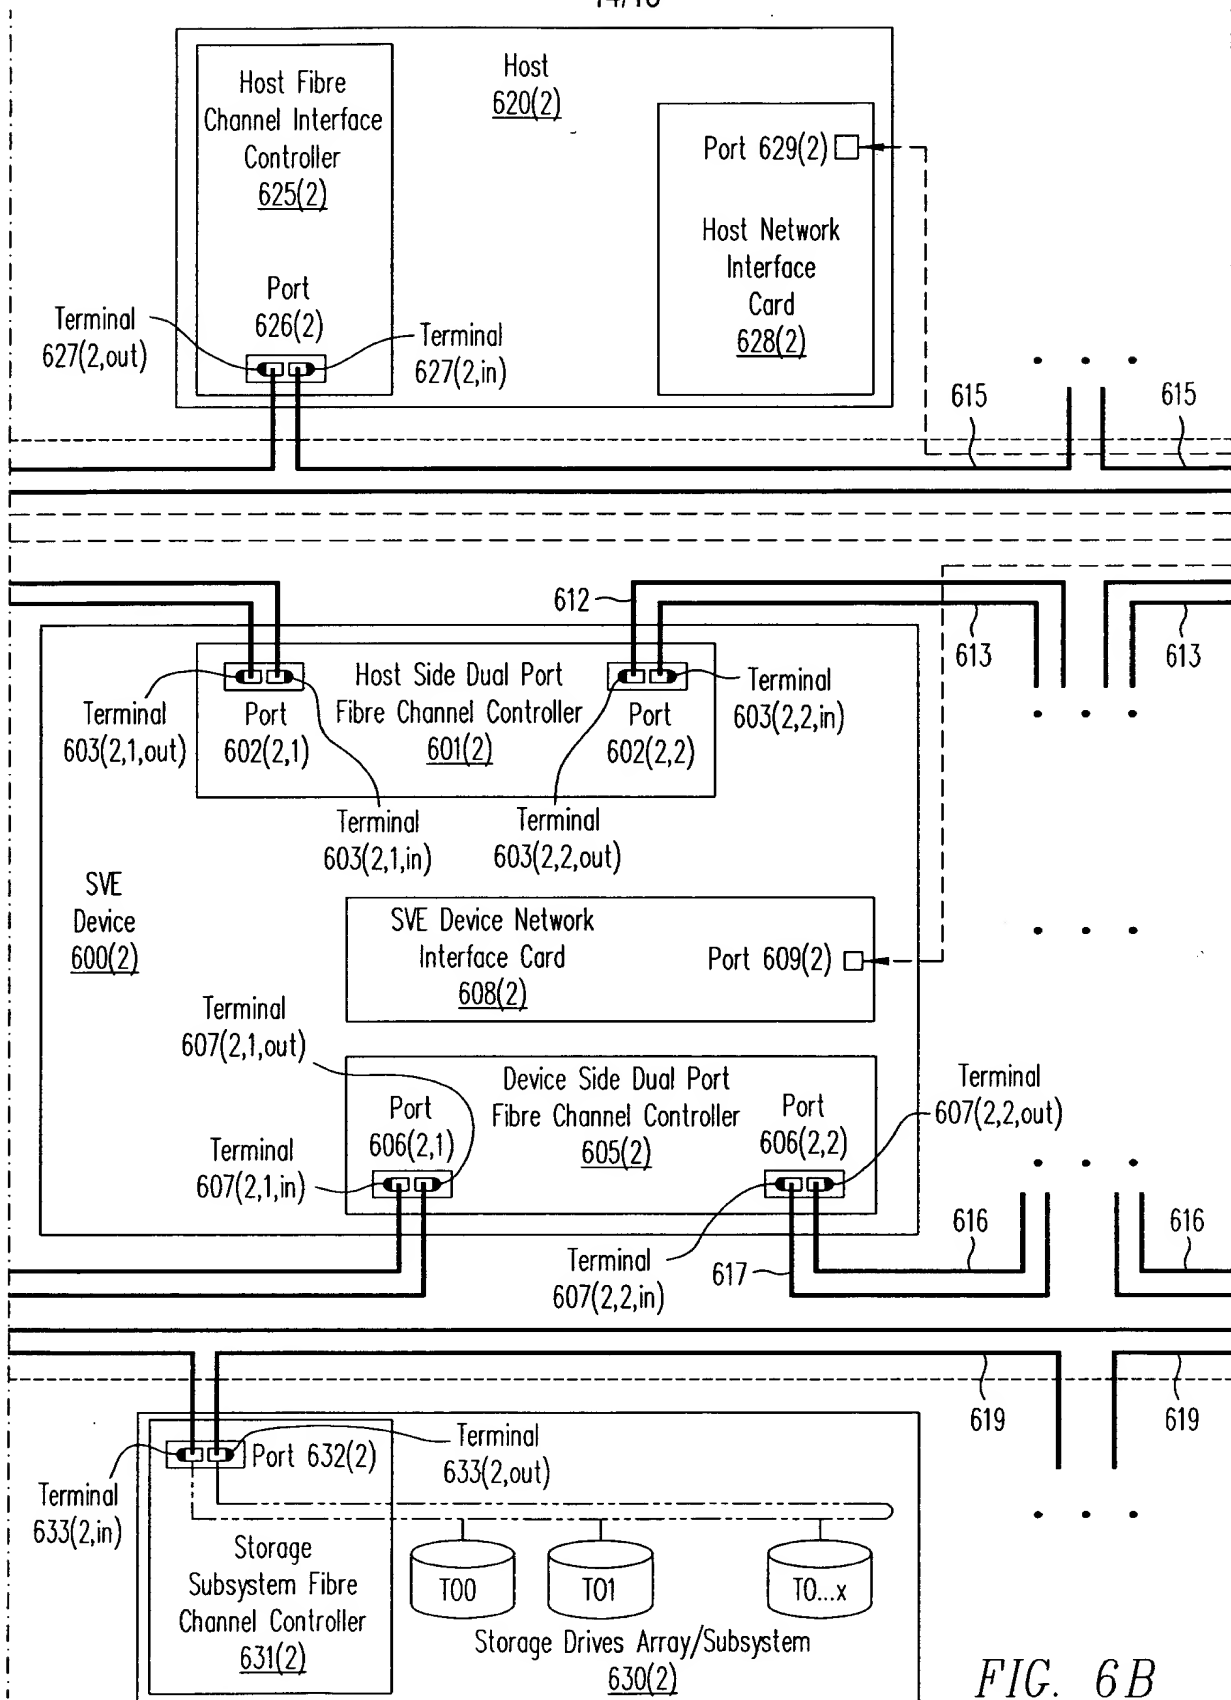 Host Fibre
Channel Interface
Controller
625(2)
Host
620(2)
Port 629(2)
Host Network
Interface
Card
628(2)
Port
626(2)
Terminal
627(2,out)
Terminal
627(2,in)
615
615
612
613
613
Host Side Dual Port
Fibre Channel Controller
601(2)
Terminal
603(2,1,out)
Port
602(2,1)
Port
602(2,2)
Terminal
603(2,2,in)
Terminal
603(2,1,in)
Terminal
603(2,2,out)
SVE
Device
600(2)
SVE Device Network
Interface Card
608(2)
Port 609(2)
Terminal
607(2,1,out)
Device Side Dual Port
Fibre Channel Controller
605(2)
Port
606(2,1)
Port
606(2,2)
Terminal
607(2,2,out)
Terminal
607(2,1,in)
Terminal
607(2,2,in)
617
616
616
619
619
Port 632(2)
Terminal
633(2,out)
Terminal
633(2,in)
Storage
Subsystem Fibre
Channel Controller
631(2)
T00
T01
T0...x
Storage Drives Array/Subsystem
630(2)
FIG. 6B